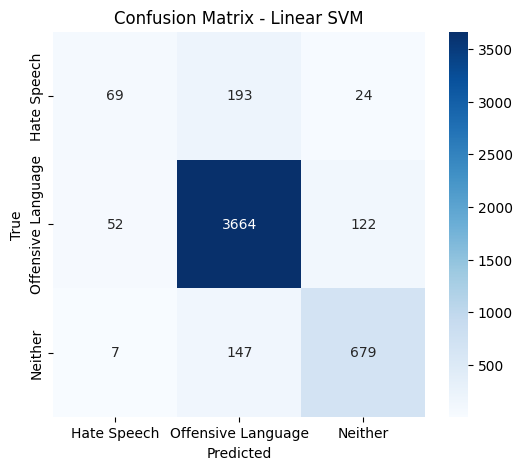 Confusion Matrix - Linear SVM
True
Hate Speech
69 193 24
Offensive Language
52 3664 122
Neither
7 147 679
Hate Speech Offensive Language Neither
Predicted
3500
3000
2500
2000
1500
1000
500